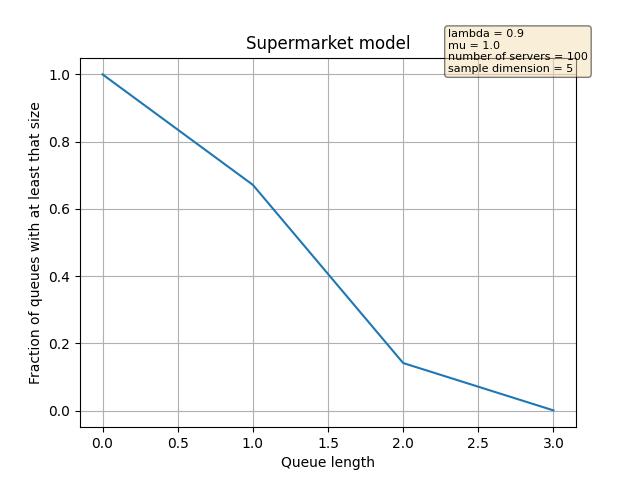 Supermarket model
lambda = 0.9
mu = 1.0
number of servers = 100
sample dimension = 5
Fraction of queues with at least that size
1.0
0.8
0.6
0.4
0.2
0.0
0.0 0.5 1.0 1.5 2.0 2.5 3.0
Queue length